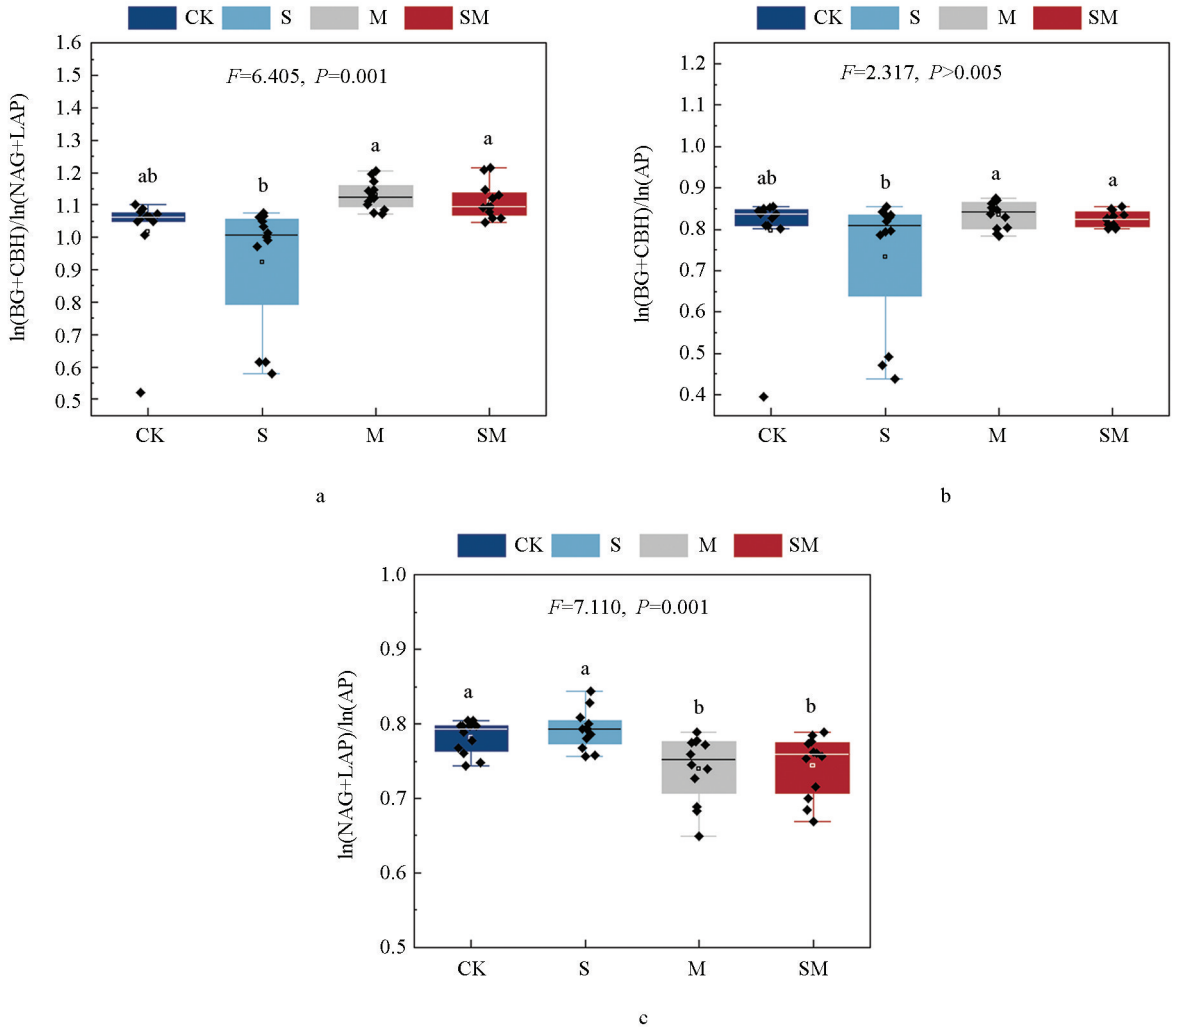 CK S M SM
ln(BG+CBH)/ln(NAG+LAP)
1.6
1.5
1.4
1.3
1.2
1.1
1.0
0.9
0.8
0.7
0.6
0.5
F=6.405, P=0.001
ab
b
a
a
CK S M SM
a
CK S M SM
ln(BG+CBH)/ln(AP)
1.2
1.1
1.0
0.9
0.8
0.7
0.6
0.5
0.4
F=2.317, P>0.005
ab
b
a
a
CK S M SM
b
CK S M SM
ln(NAG+LAP)/ln(AP)
1.0
0.9
0.8
0.7
0.6
0.5
F=7.110, P=0.001
a
a
b
b
CK S M SM
c